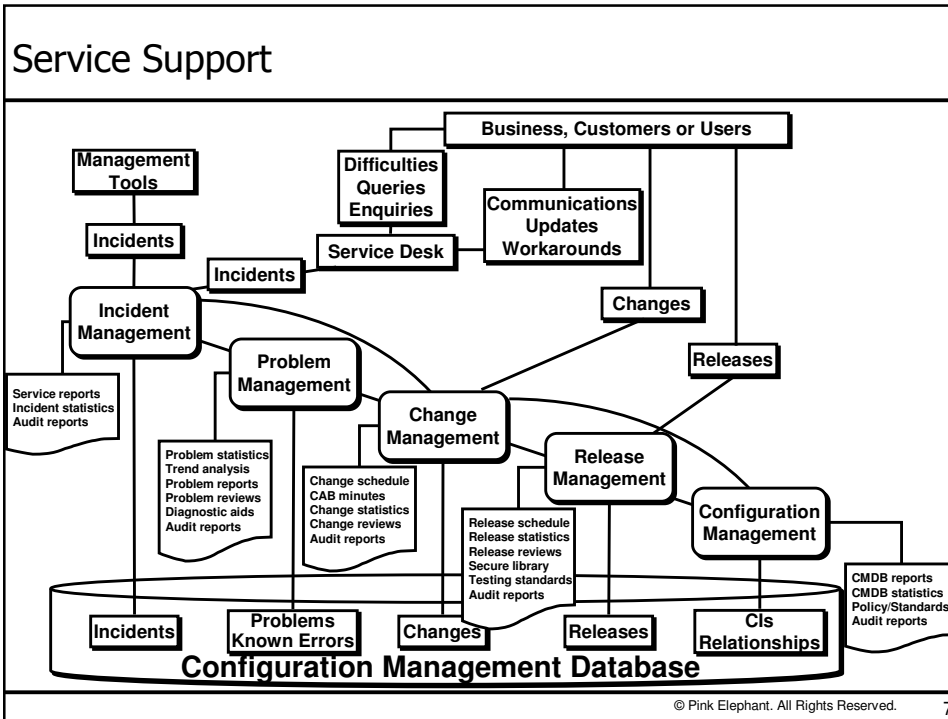 Service Support
Business, Customers or Users
Management
Tools
Difficulties
Queries
Enquiries
Communications
Updates
Workarounds
Incidents
Service Desk
Incidents
Changes
Incident
Management
Releases
Problem
Management
Service reports
Incident statistics
Audit reports
Change
Management
Problem statistics
Trend analysis
Problem reports
Problem reviews
Diagnostic aids
Audit reports
Change schedule
CAB minutes
Change statistics
Change reviews
Audit reports
Release
Management
Release schedule
Release statistics
Release reviews
Secure library
Testing standards
Audit reports
Configuration
Management
CMDB reports
CMDB statistics
Policy/Standards
Audit reports
Incidents
Problems
Known Errors
Changes
Releases
CIs
Relationships
Configuration Management Database
© Pink Elephant. All Rights Reserved.
7